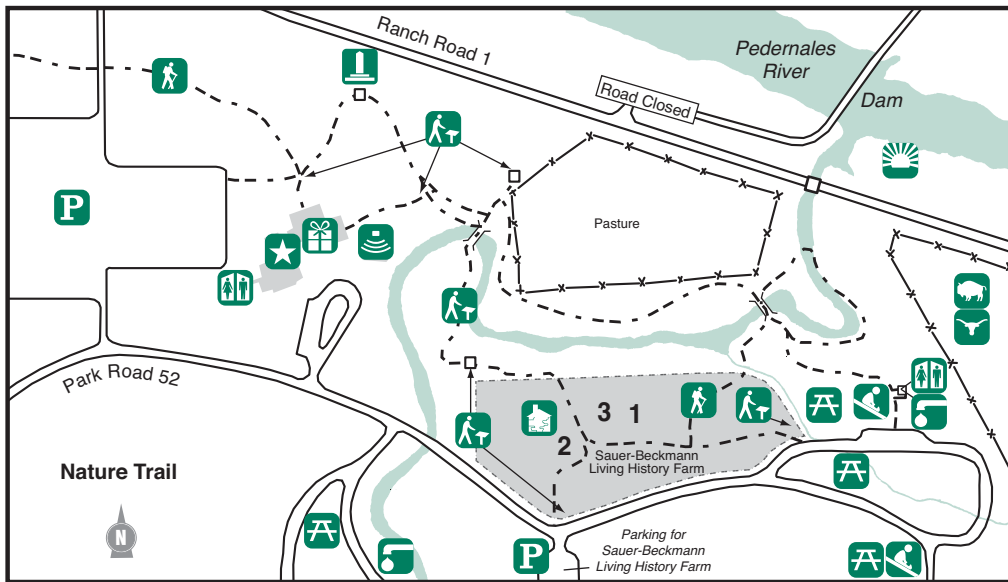 Ranch Road 1
Pedernales
River
Road Closed
Dam
P
Pasture
Park Road 52
3 1
2
Sauer-Beckmann
Living History Farm
Nature Trail
N
P
Parking for
Sauer-Beckmann
Living History Farm